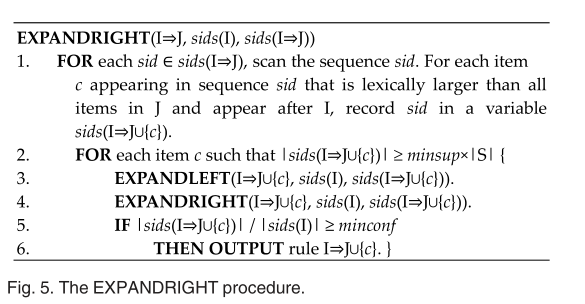 EXPANDRIGHT(I⇒J, sids(I), sids(I⇒J))
1. FOR each sid ∈ sids(I⇒J), scan the sequence sid. For each item
c appearing in sequence sid that is lexically larger than all
items in J and appear after I, record sid in a variable
sids(I⇒J∪{c}).
2. FOR each item c such that |sids(I⇒J∪{c})| ≥ minsup×|S| {
3. EXPANDLEFT(I⇒J∪{c}, sids(I), sids(I⇒J∪{c})).
4. EXPANDRIGHT(I⇒J∪{c}, sids(I), sids(I⇒J∪{c})).
5. IF |sids(I⇒J∪{c})| / |sids(I)| ≥ minconf
6. THEN OUTPUT rule I⇒J∪{c}. }
Fig. 5. The EXPANDRIGHT procedure.